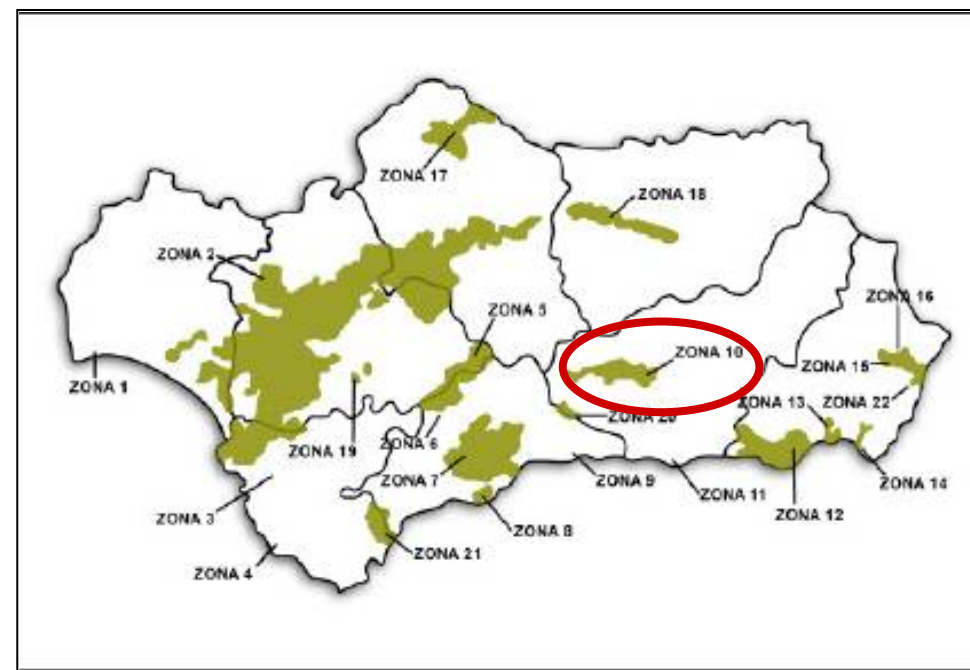 ZONA 17
ZONA 18
ZONA 2
ZONA 16
ZONA 5
ZONA 10
ZONA 15
ZONA 1
ZONA 13
ZONA 22
ZONA 20
ZONA 6
ZONA 19
ZONA 7
ZONA 9
ZONA 14
ZONA 11
ZONA 3
ZONA 12
ZONA 8
ZONA 21
ZONA 4